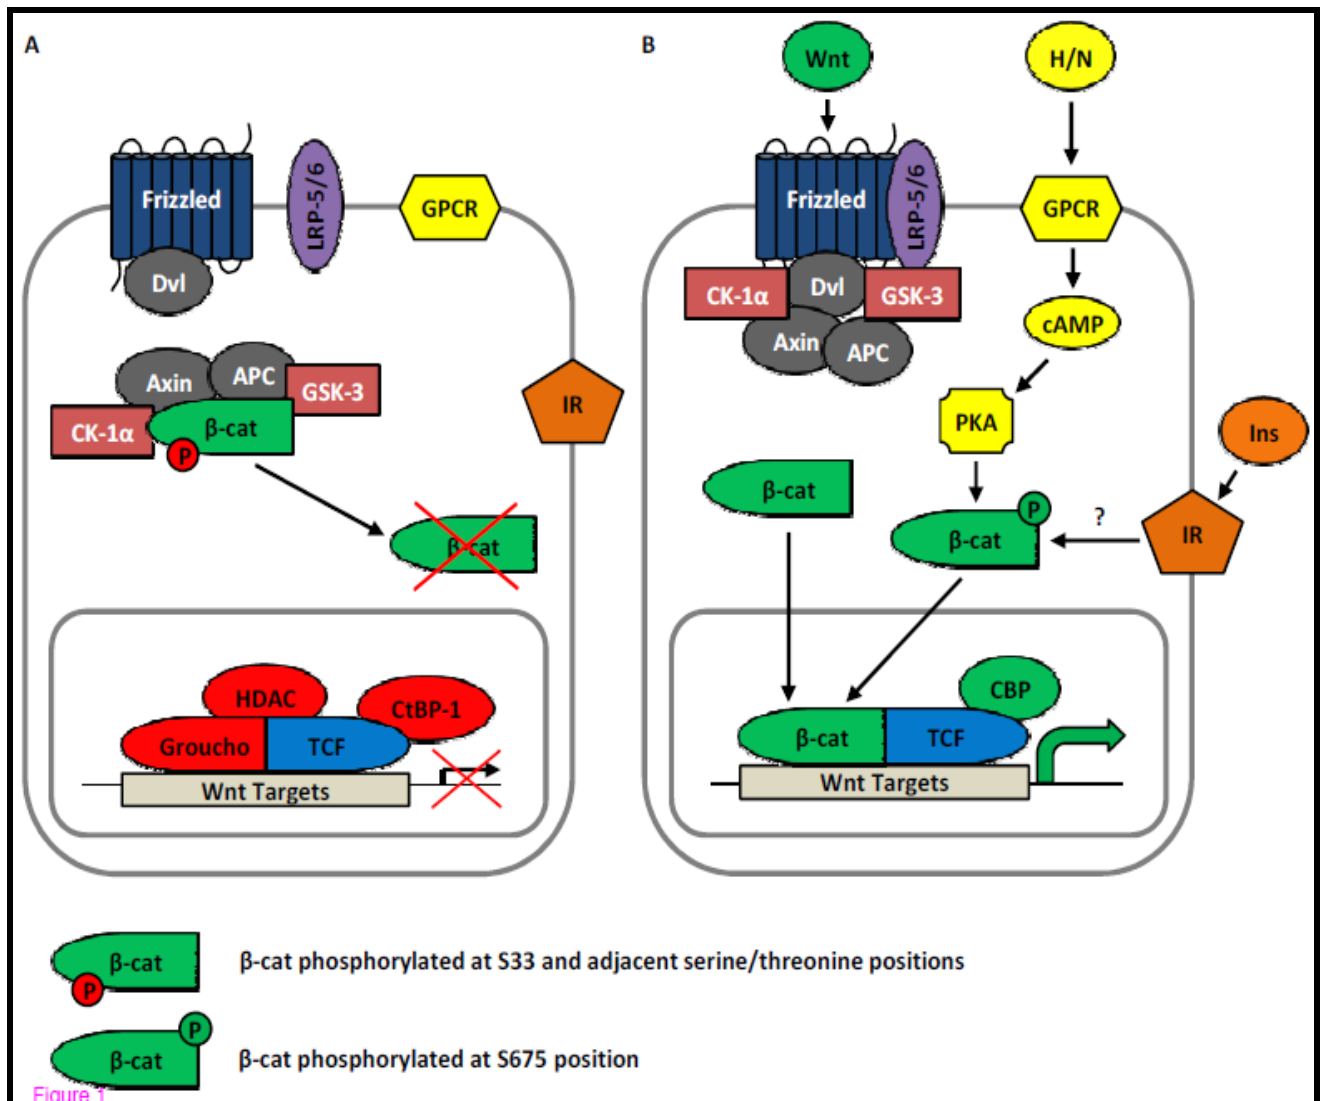 A
Frizzled
LRP-5/6
GPCR
Dvl
Axin
APC
GSK-3
CK-1α
β-cat
P
IR
β-cat
HDAC
CtBP-1
Groucho
TCF
Wnt Targets
B
Wnt
H/N
Frizzled
LRP-5/6
GPCR
CK-1α
Dvl
GSK-3
Axin
APC
cAMP
PKA
Ins
β-cat
P
β-cat
?
IR
CBP
β-cat
TCF
Wnt Targets
β-cat
P
β-cat phosphorylated at S33 and adjacent serine/threonine positions
P
β-cat
β-cat phosphorylated at S675 position
Figure 1